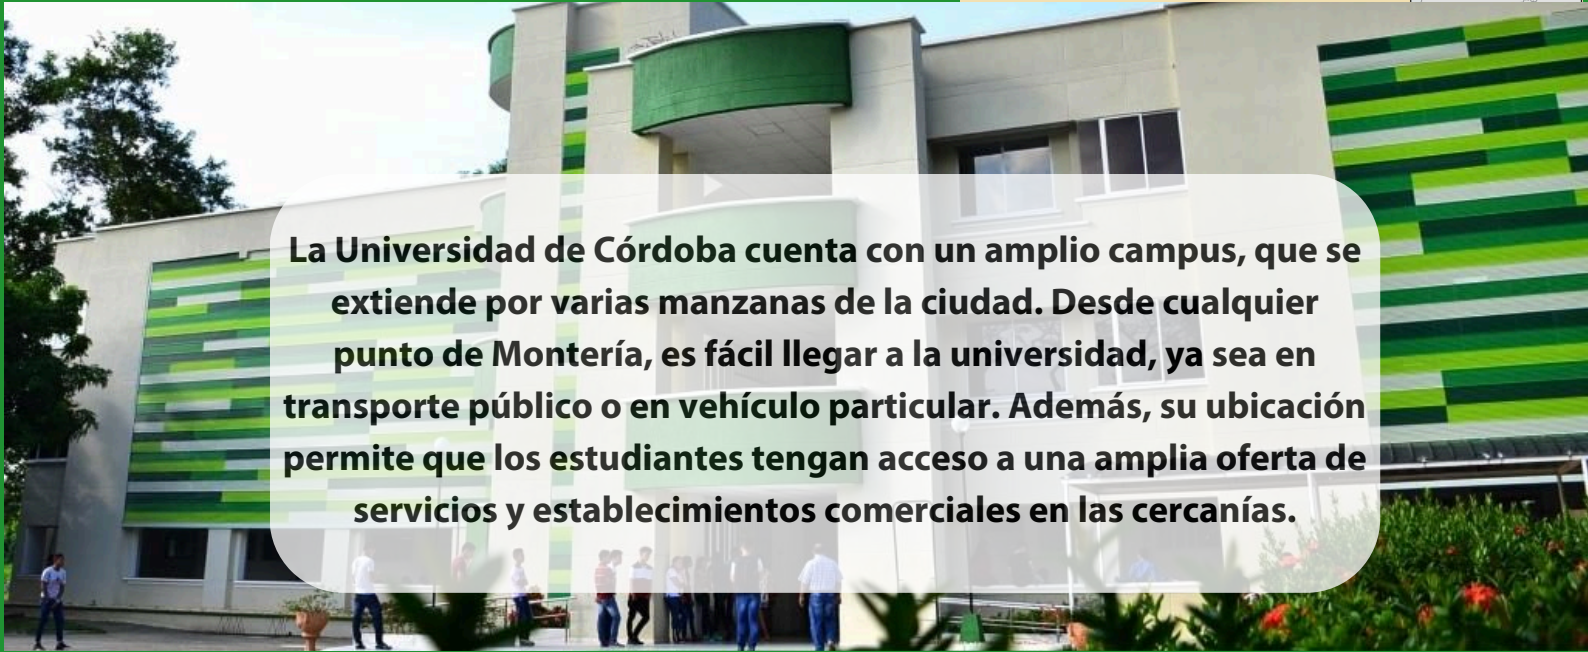 La Universidad de Córdoba cuenta con un amplio campus, que se
extiende por varias manzanas de la ciudad. Desde cualquier
punto de Montería, es fácil llegar a la universidad, ya sea en
transporte público o en vehículo particular. Además, su ubicación
permite que los estudiantes tengan acceso a una amplia oferta de
servicios y establecimientos comerciales en las cercanías.